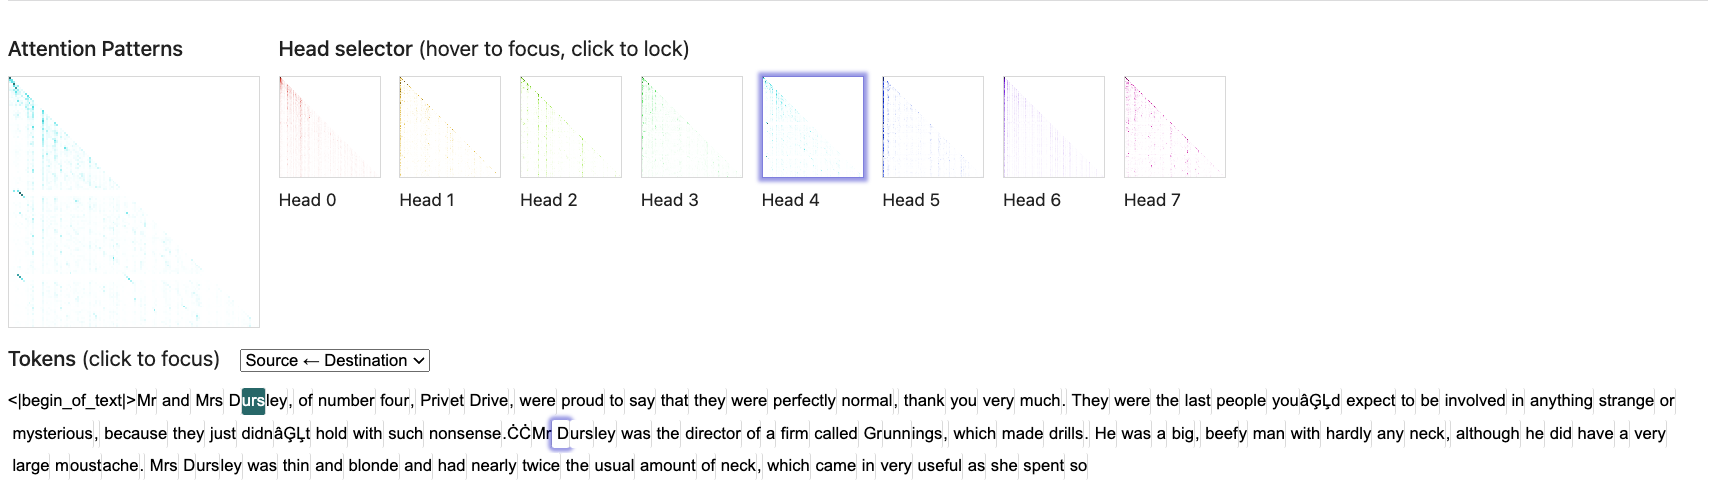 Attention Patterns
Head selector (hover to focus, click to lock)
Head 0
Head 1
Head 2
Head 3
Head 4
Head 5
Head 6
Head 7
Tokens (click to focus)
Source ← Destination
<|begin_of_text|>Mr and Mrs Dursley, of number four, Privet Drive, were proud to say that they were perfectly normal, thank you very much. They were the last people youâĢĻd expect to be involved in anything strange or
mysterious, because they just didnâĢĻt hold with such nonsense.ĊĊMr Dursley was the director of a firm called Grunnings, which made drills. He was a big, beefy man with hardly any neck, although he did have a very
large moustache. Mrs Dursley was thin and blonde and had nearly twice the usual amount of neck, which came in very useful as she spent so